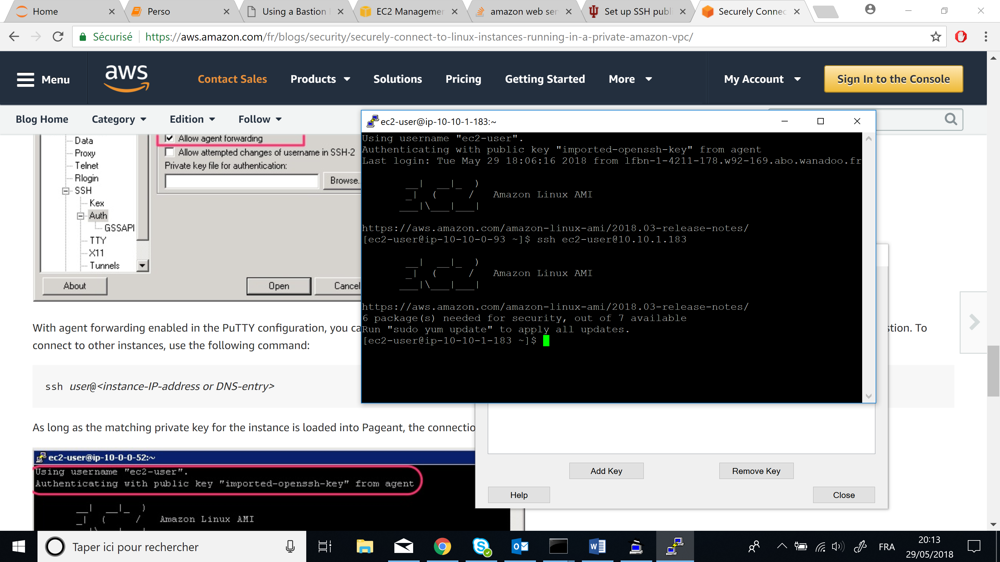 Home
Perso
Using a Bastion
EC2 Managemen
amazon web ser
Set up SSH publi
Securely Connec
Sécurisé
https://aws.amazon.com/fr/blogs/security/securely-connect-to-linux-instances-running-in-a-private-amazon-vpc/
Menu
aws
Contact Sales
Products
Solutions
Pricing
Getting Started
More
My Account
Sign In to the Console
Blog Home
Category
Edition
Follow
Data
Proxy
Telnet
Rlogin
SSH
Kex
Auth
GSSAPI
TTY
X11
Tunnels
Allow agent forwarding
Allow attempted changes of username in SSH-2
Private key file for authentication:
Browse..
About
Open
Cancel
ec2-user@ip-10-10-1-183:~
Using username "ec2-user".
Authenticating with public key "imported-openssh-key" from agent
Last login: Tue May 29 18:06:16 2018 from lfbn-1-4211-178.w92-169.abo.wanadoo.fr
__|  __|_  )
_|  (     /   Amazon Linux AMI
___|\___|___|
https://aws.amazon.com/amazon-linux-ami/2018.03-release-notes/
[ec2-user@ip-10-10-0-93 ~]$ ssh ec2-user@10.10.1.183
__|  __|_  )
_|  (     /   Amazon Linux AMI
___|\___|___|
https://aws.amazon.com/amazon-linux-ami/2018.03-release-notes/
6 package(s) needed for security, out of 7 available
Run "sudo yum update" to apply all updates.
[ec2-user@ip-10-10-1-183 ~]$
With agent forwarding enabled in the PuTTY configuration, you ca
stion. To
connect to other instances, use the following command:
ssh user@<instance-IP-address or DNS-entry>
As long as the matching private key for the instance is loaded into Pageant, the connectio
Add Key
Remove Key
Help
Close
ec2-user@ip-10-0-0-52:~
Using username "ec2-user".
Authenticating with public key "imported-openssh-key" from agent
__|  __|_  )
_|  (     /   Amazon Linux AMI
Taper ici pour rechercher
FRA
20:13
29/05/2018